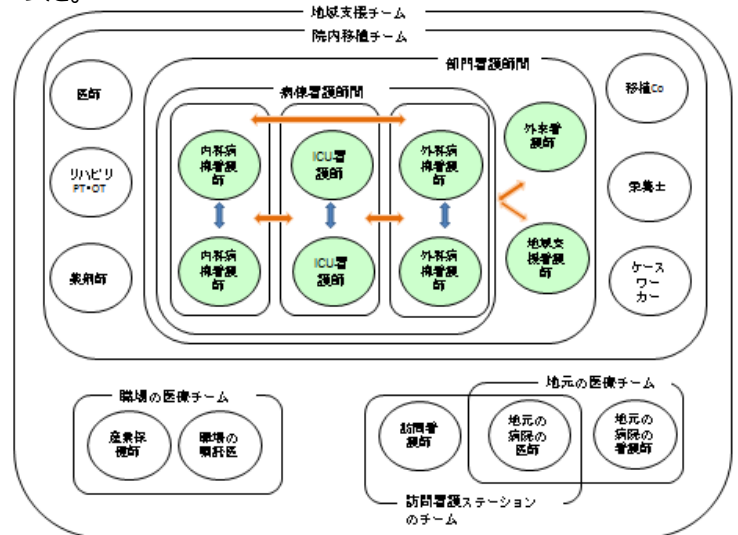 地域支援チーム
院内移植チーム
部門看護師間
病棟看護師間
医師
移植Co
内科病
棟看護
師
ICU看
護師
外科病
棟看護
師
外来看
護師
リハビリ
PT・OT
栄養士
内科病
棟看護
師
ICU看
護師
外科病
棟看護
師
地域支
援看護
師
薬剤師
ケース
ワー
カー
職場の医療チーム
地元の医療チーム
産業保
健師
職場の
嘱託医
訪問看
護師
地元の
病院の
医師
地元の
病院の
看護師
訪問看護ステーション
のチーム